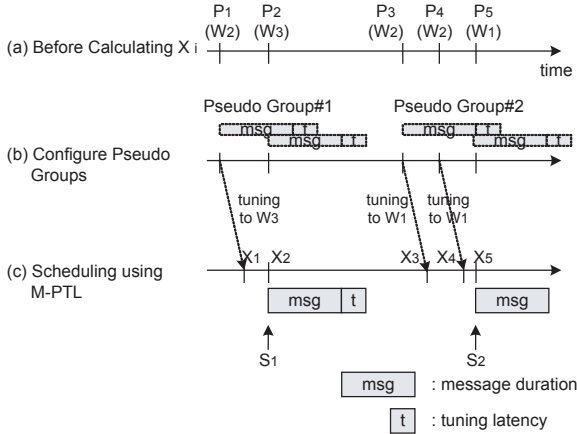 P1 P2 P3 P4 P5
(W2) (W3) (W2) (W2) (W1)
(a) Before Calculating X i
time
Pseudo Group#1 Pseudo Group#2
msg t msg t
msg t msg t
(b) Configure Pseudo
Groups
tuning tuning tuning
to W3 to W1 to W1
X1 X2 X3 X4 X5
(c) Scheduling using
M-PTL
msg t msg
S1 S2
msg : message duration
t : tuning latency